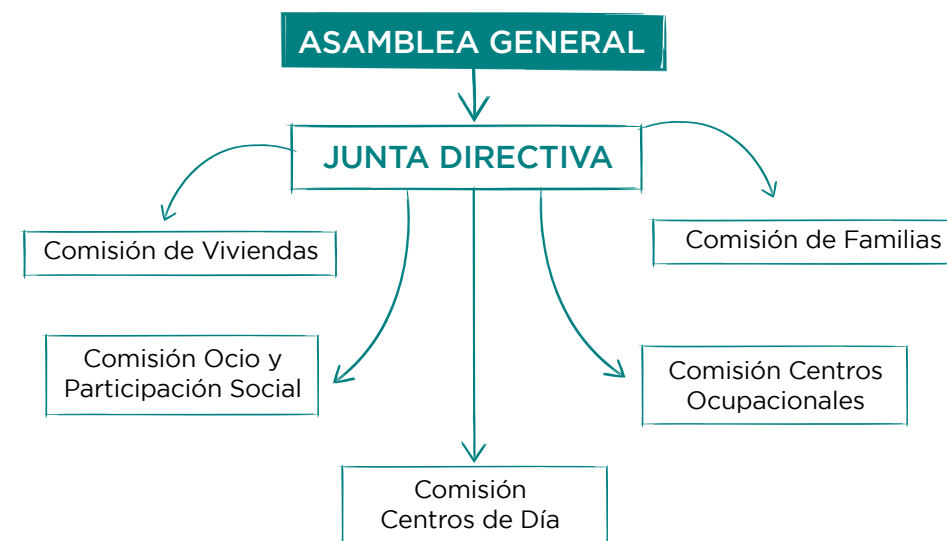 ASAMBLEA GENERAL
JUNTA DIRECTIVA
Comisión de Viviendas
Comisión de Familias
Comisión Ocio y
Participación Social
Comisión Centros
Ocupacionales
Comisión
Centros de Día